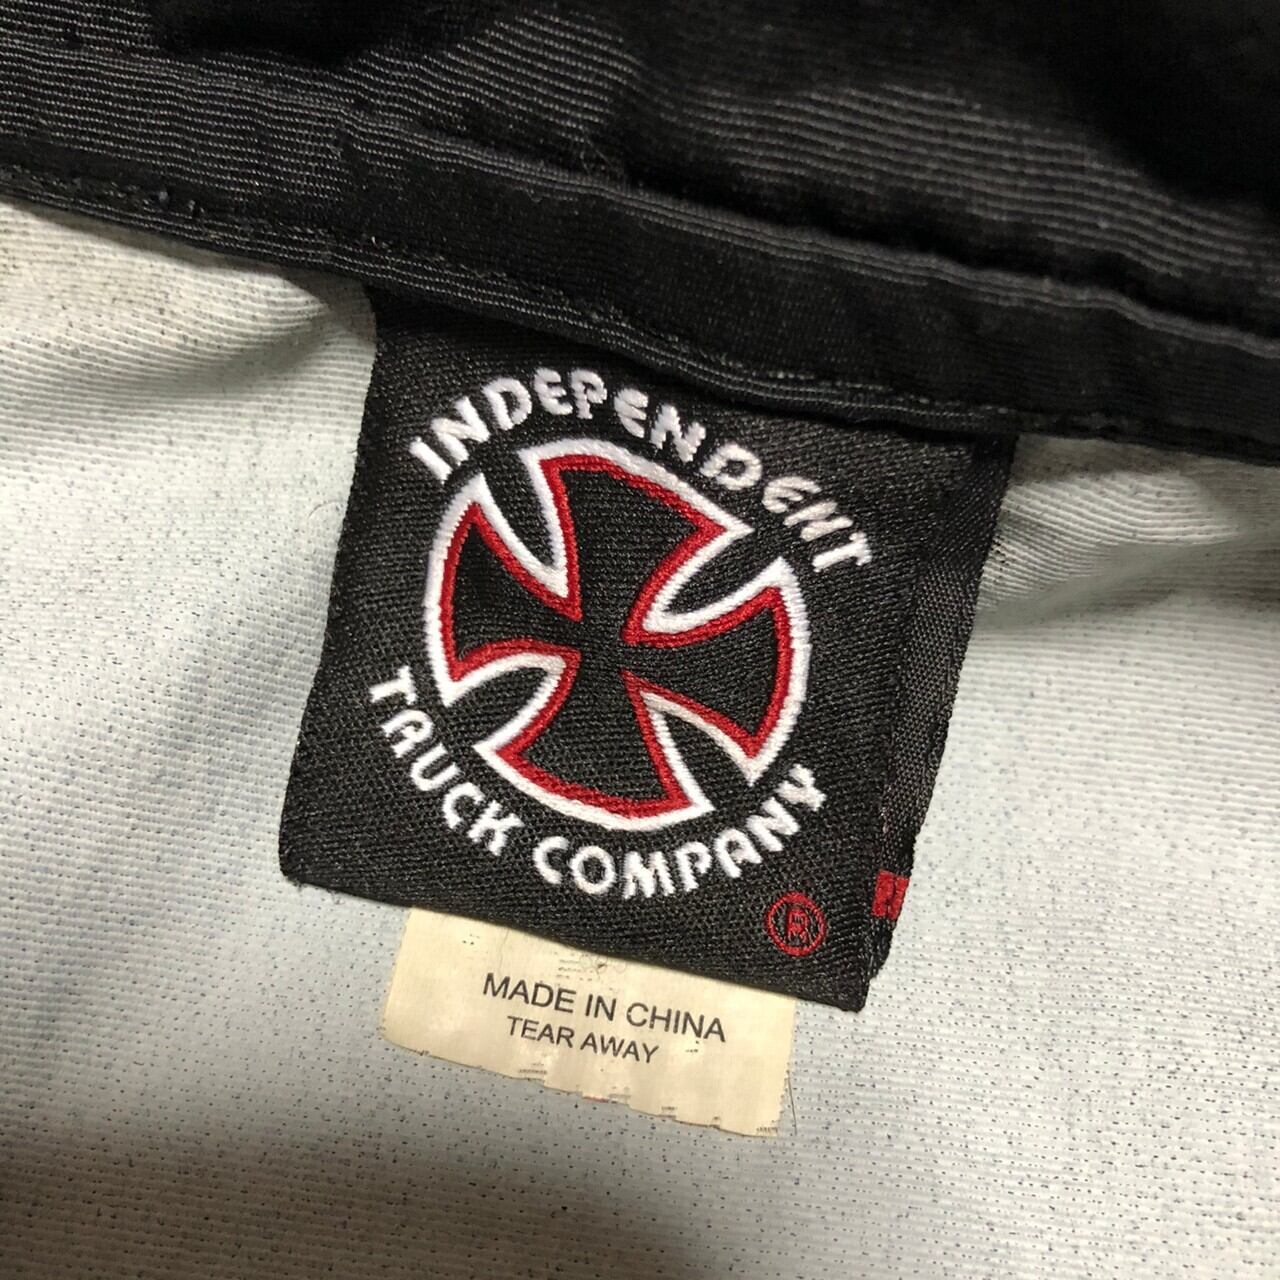 INDEPENDENT
TRUCK COMPANY
®
MADE IN CHINA
TEAR AWAY